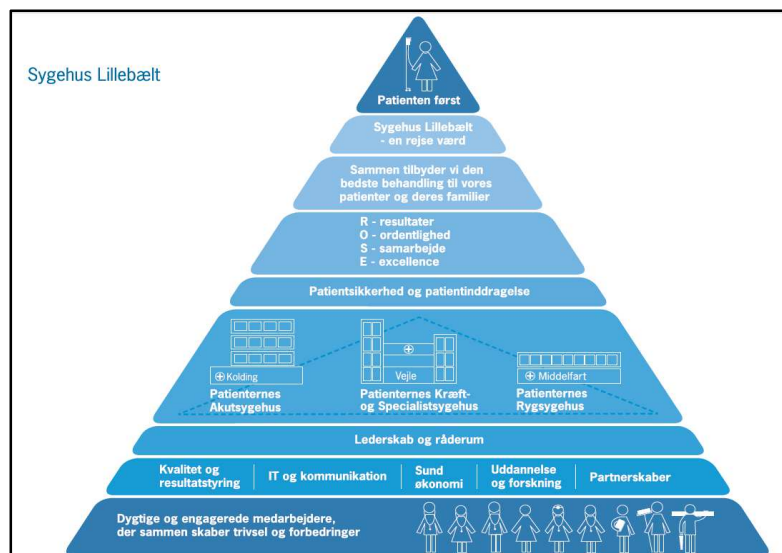 Sygehus Lillebælt
Patienten først
Sygehus Lillebælt
- en rejse værd
Sammen tilbyder vi den
bedste behandling til vores
patienter og deres familier
R - resultater
O - ordentlighed
S - samarbejde
E - excellence
Patientsikkerhed og patientinddragelse
Kolding
Patienternes
Akutsygehus
Vejle
Patienternes Kræft-
og Specialistsygehus
Middelfart
Patienternes
Rygsygehus
Lederskab og råderum
Kvalitet og
resultatstyring
IT og kommunikation
Sund
økonomi
Uddannelse
og forskning
Partnerskaber
Dygtige og engagerede medarbejdere,
der sammen skaber trivsel og forbedringer